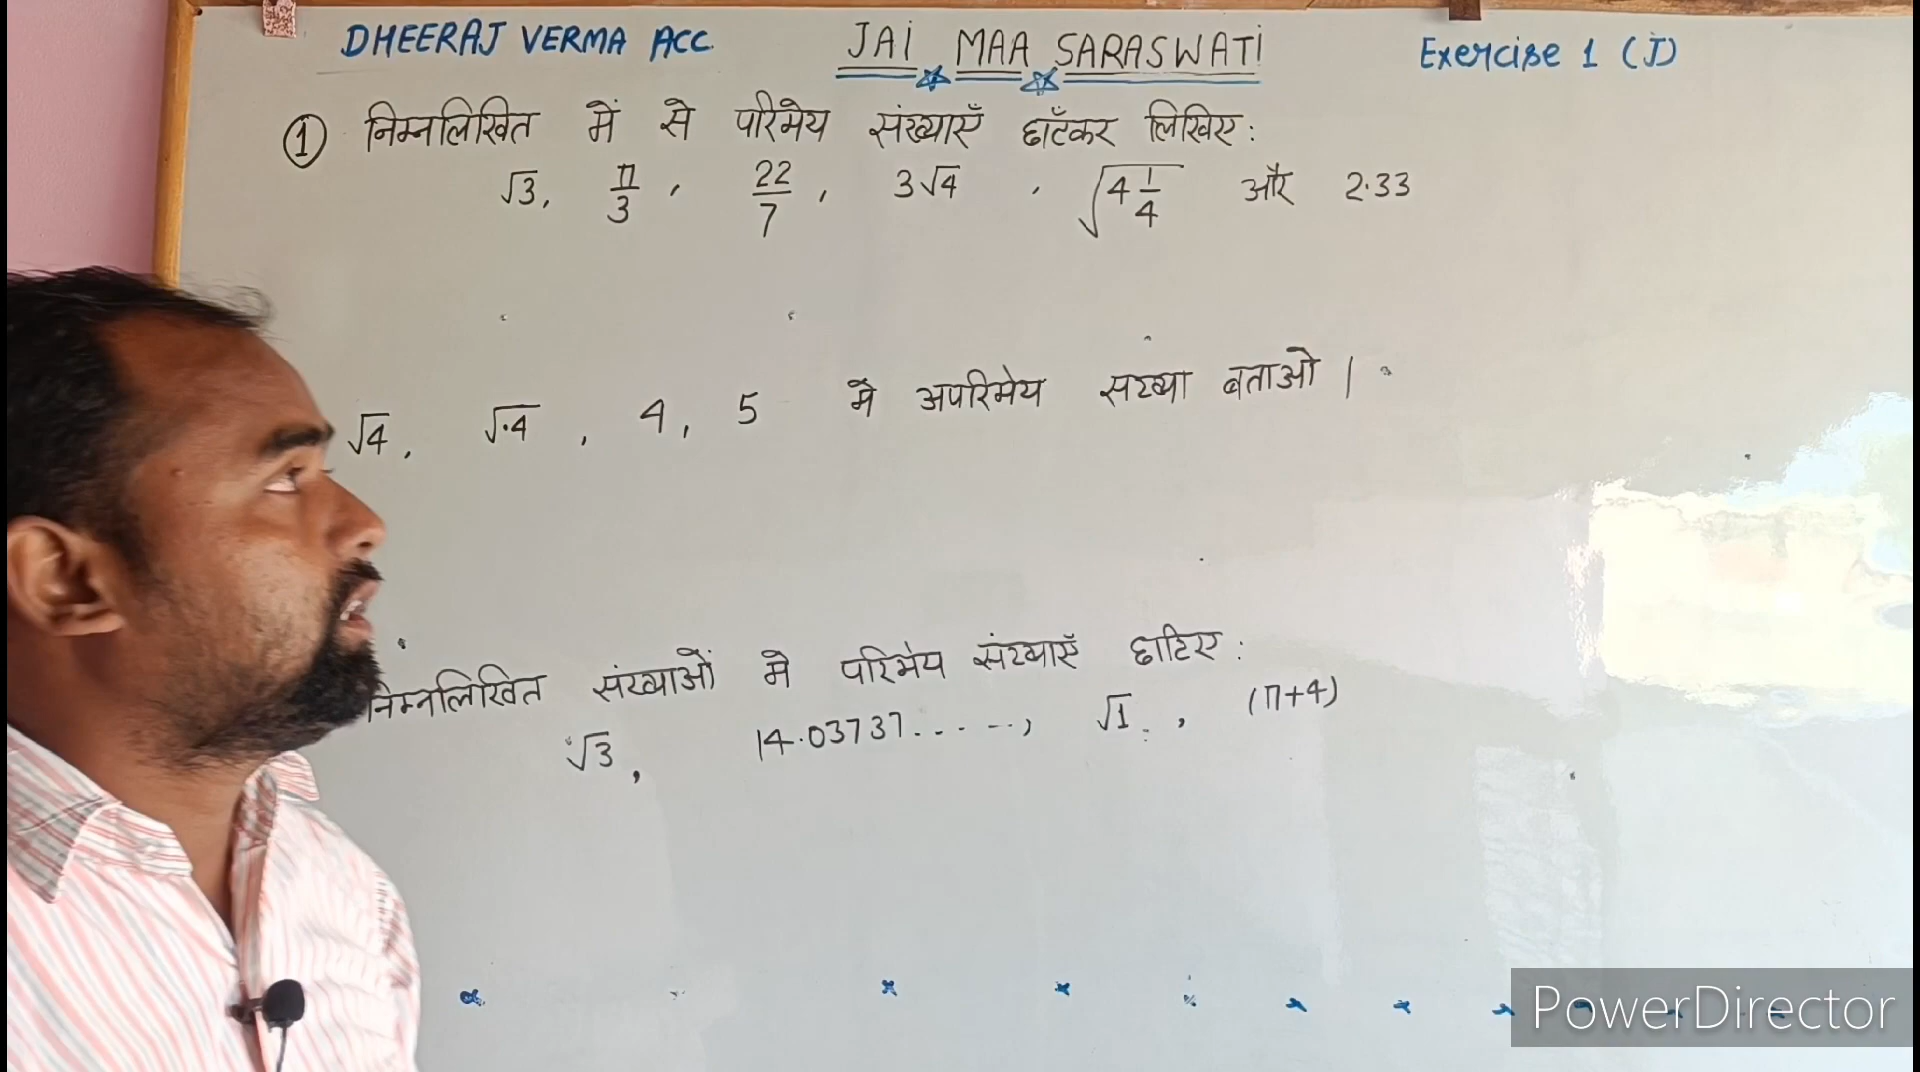 DHEERAJ VERMA ACC. JAI MAA SARASWATI Exercise 1 (J)
① निम्नलिखित में से परिमेय संख्याएँ छाँटकर लिखिए:
√3, π/3, 22/7, 3√4, √(4 1/4) और 2.33
√4, √.4, 4, 5 मे अपरिमेय सख्या बताओ |
निम्नलिखित संख्याओं मे परिमेय संख्याएँ छाटिए:
√3, 14.03737......, √1, (π+4)
PowerDirector